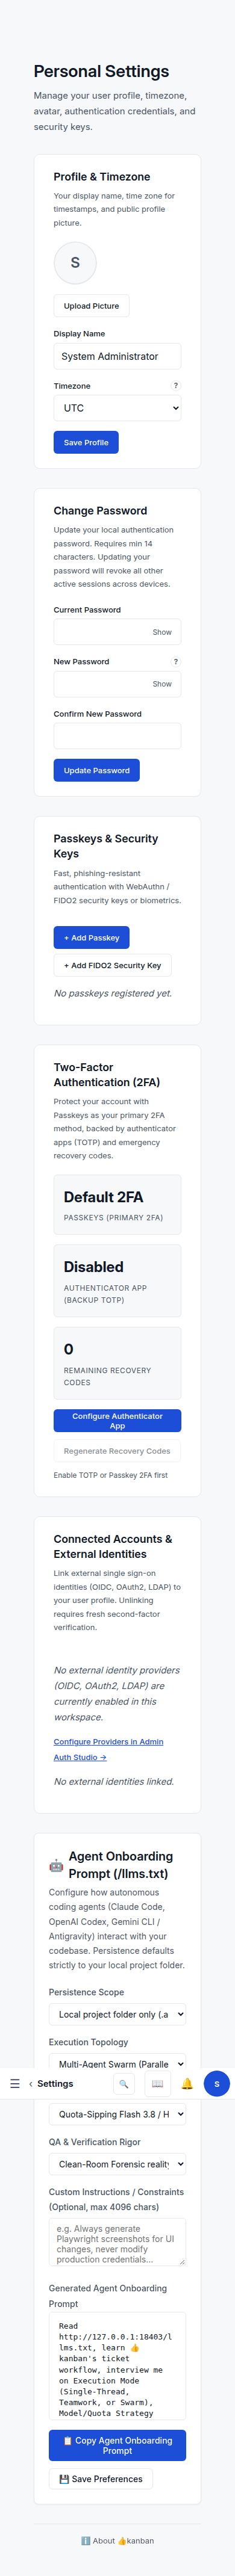 Personal Settings
Manage your user profile, timezone,
avatar, authentication credentials, and
security keys.
Profile & Timezone
Your display name, time zone for
timestamps, and public profile
picture.
S
Upload Picture
Display Name
System Administrator
Timezone ?
UTC
Save Profile
Change Password
Update your local authentication
password. Requires min 14
characters. Updating your
password will revoke all other
active sessions across devices.
Current Password
Show
New Password ?
Show
Confirm New Password
Update Password
Passkeys & Security
Keys
Fast, phishing-resistant
authentication with WebAuthn /
FIDO2 security keys or biometrics.
+ Add Passkey
+ Add FIDO2 Security Key
No passkeys registered yet.
Two-Factor
Authentication (2FA)
Protect your account with
Passkeys as your primary 2FA
method, backed by authenticator
apps (TOTP) and emergency
recovery codes.
Default 2FA
PASSKEYS (PRIMARY 2FA)
Disabled
AUTHENTICATOR APP
(BACKUP TOTP)
0
REMAINING RECOVERY
CODES
Configure Authenticator
App
Regenerate Recovery Codes
Enable TOTP or Passkey 2FA first
Connected Accounts &
External Identities
Link external single sign-on
identities (OIDC, OAuth2, LDAP) to
your user profile. Unlinking
requires fresh second-factor
verification.
No external identity providers
(OIDC, OAuth2, LDAP) are
currently enabled in this
workspace.
Configure Providers in Admin
Auth Studio →
No external identities linked.
🤖 Agent Onboarding
Prompt (/llms.txt)
Configure how autonomous
coding agents (Claude Code,
OpenAI Codex, Gemini CLI /
Antigravity) interact with your
codebase. Persistence defaults
strictly to your local project folder.
Persistence Scope
Local project folder only (.a
Execution Topology
Multi-Agent Swarm (Paralle
☰ ‹ Settings 🔍 📖 🔔 S
Quota-Sipping Flash 3.8 / H
QA & Verification Rigor
Clean-Room Forensic reality
Custom Instructions / Constraints
(Optional, max 4096 chars)
e.g. Always generate
Playwright screenshots for UI
changes, never modify
production credentials...
Generated Agent Onboarding
Prompt
Read
http://127.0.0.1:18403/l
lms.txt, learn 👍
kanban's ticket
workflow, interview me
on Execution Mode
(Single-Thread,
Teamwork, or Swarm),
Model/Quota Strategy
📋 Copy Agent Onboarding
Prompt
💾 Save Preferences
ℹ️ About 👍kanban